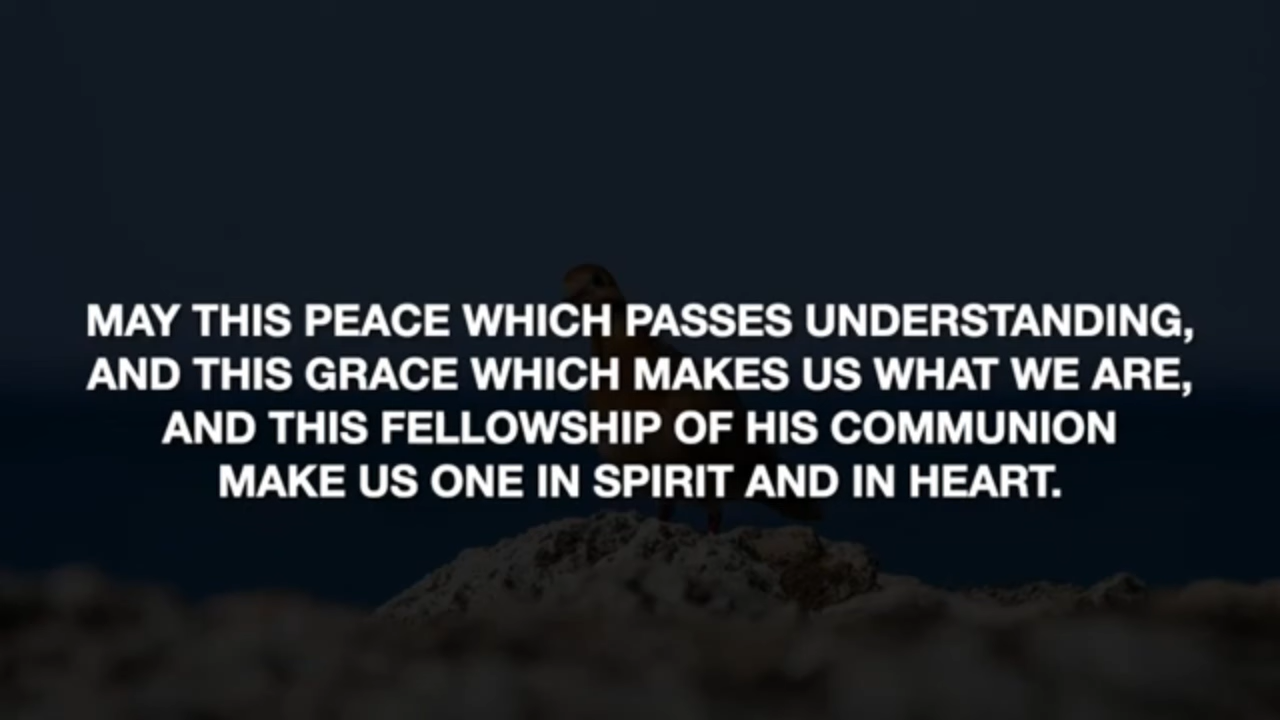 MAY THIS PEACE WHICH PASSES UNDERSTANDING,
AND THIS GRACE WHICH MAKES US WHAT WE ARE,
AND THIS FELLOWSHIP OF HIS COMMUNION
MAKE US ONE IN SPIRIT AND IN HEART.